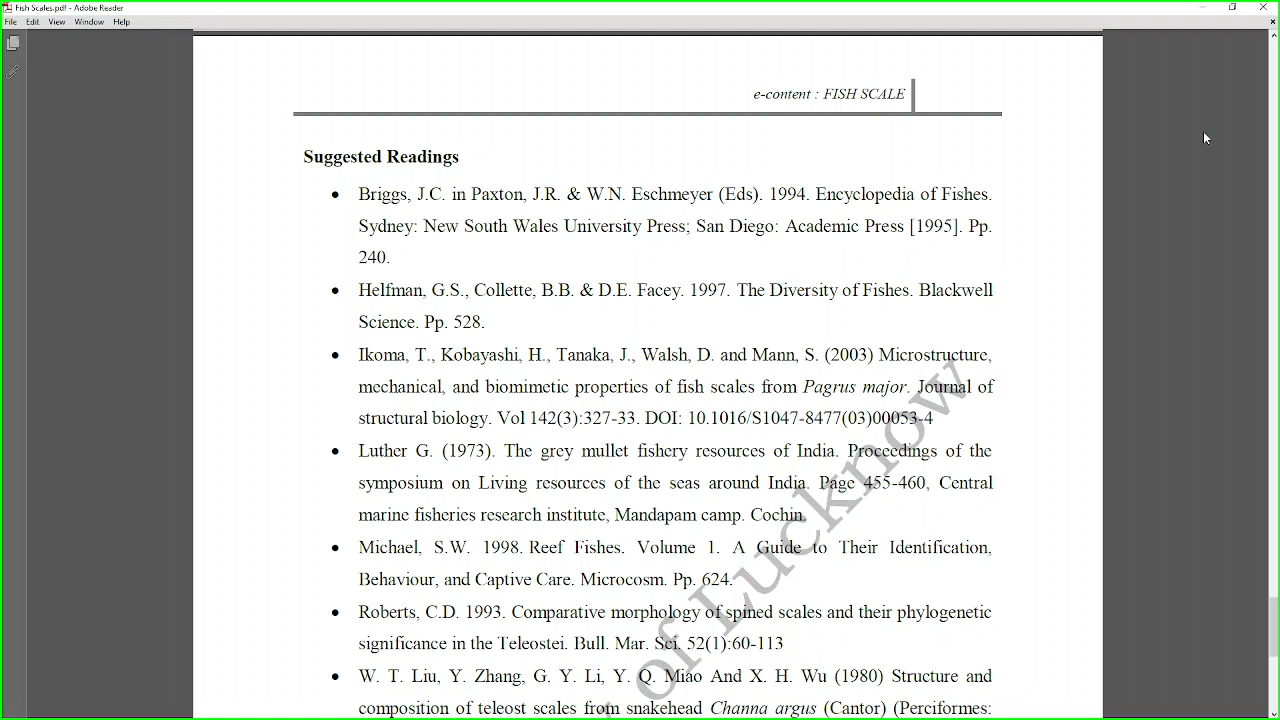 Fish Scales.pdf - Adobe Reader
File Edit View Window Help
e-content : FISH SCALE
Suggested Readings
• Briggs, J.C. in Paxton, J.R. & W.N. Eschmeyer (Eds). 1994. Encyclopedia of Fishes.
Sydney: New South Wales University Press; San Diego: Academic Press [1995]. Pp.
240.
• Helfman, G.S., Collette, B.B. & D.E. Facey. 1997. The Diversity of Fishes. Blackwell
Science. Pp. 528.
• Ikoma, T., Kobayashi, H., Tanaka, J., Walsh, D. and Mann, S. (2003) Microstructure,
mechanical, and biomimetic properties of fish scales from Pagrus major. Journal of
structural biology. Vol 142(3):327-33. DOI: 10.1016/S1047-8477(03)00053-4
• Luther G. (1973). The grey mullet fishery resources of India. Proceedings of the
symposium on Living resources of the seas around India. Page 455-460, Central
marine fisheries research institute, Mandapam camp. Cochin.
• Michael, S.W. 1998. Reef Fishes. Volume 1. A Guide to Their Identification,
Behaviour, and Captive Care. Microcosm. Pp. 624.
• Roberts, C.D. 1993. Comparative morphology of spined scales and their phylogenetic
significance in the Teleostei. Bull. Mar. Sci. 52(1):60-113
• W. T. Liu, Y. Zhang, G. Y. Li, Y. Q. Miao And X. H. Wu (1980) Structure and
composition of teleost scales from snakehead Channa argus (Cantor) (Perciformes:
of Lucknow